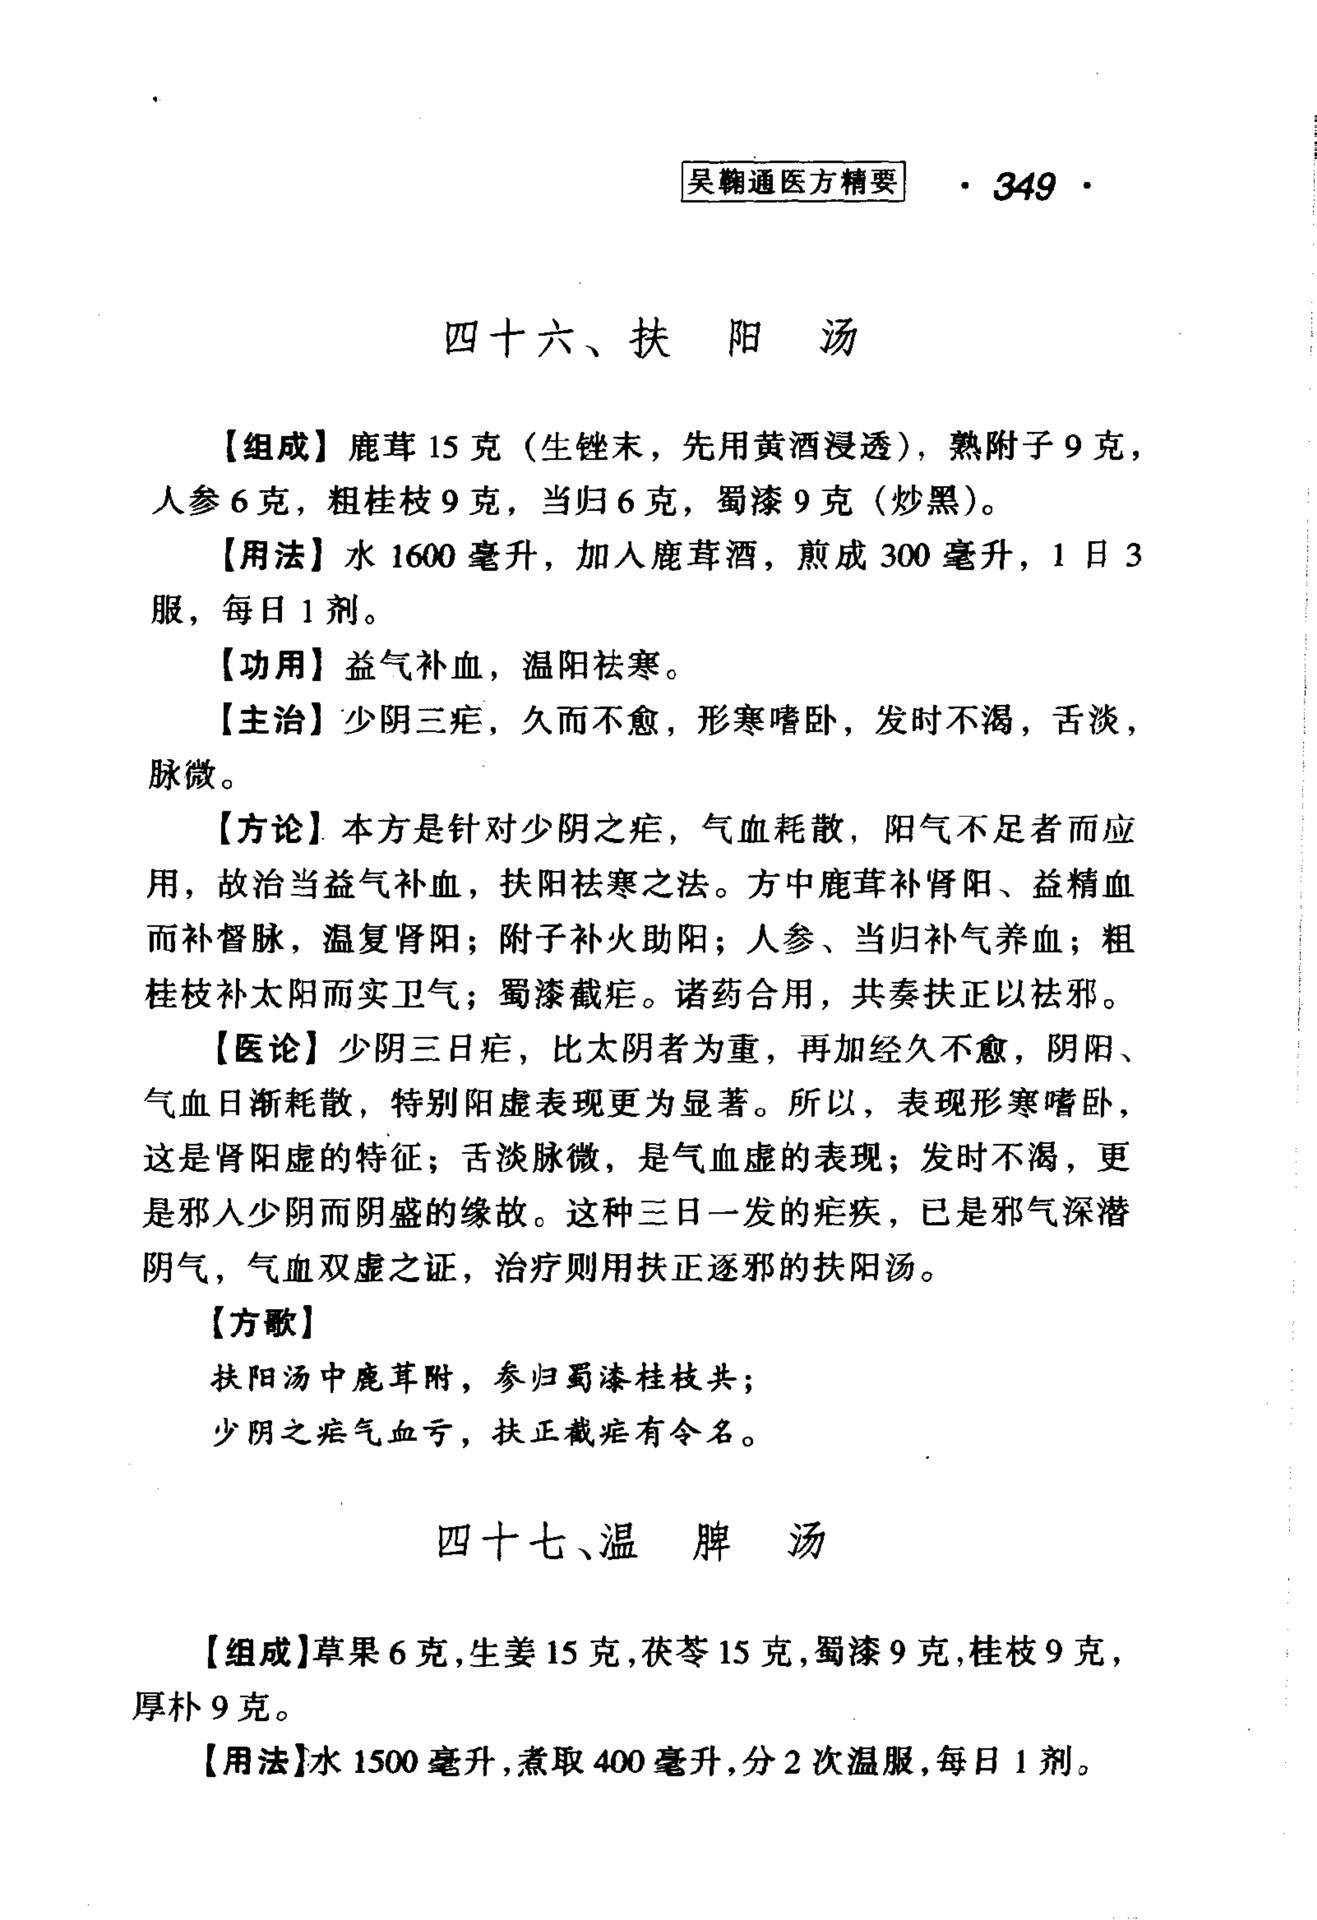 吴鞠通医方精要 · 349 ·
四十六、扶 阳 汤
【组成】鹿茸 15 克（生锉末，先用黄酒浸透），熟附子 9 克，
人参 6 克，粗桂枝 9 克，当归 6 克，蜀漆 9 克（炒黑）。
【用法】水 1600 毫升，加入鹿茸酒，煎成 300 毫升，1 日 3
服，每日 1 剂。
【功用】益气补血，温阳祛寒。
【主治】少阴三疟，久而不愈，形寒嗜卧，发时不渴，舌淡，
脉微。
【方论】本方是针对少阴之疟，气血耗散，阳气不足者而应
用，故治当益气补血，扶阳祛寒之法。方中鹿茸补肾阳、益精血
而补督脉，温复肾阳；附子补火助阳；人参、当归补气养血；粗
桂枝补太阳而实卫气；蜀漆截疟。诸药合用，共奏扶正以祛邪。
【医论】少阴三日疟，比太阴者为重，再加经久不愈，阴阳、
气血日渐耗散，特别阳虚表现更为显著。所以，表现形寒嗜卧，
这是肾阳虚的特征；舌淡脉微，是气血虚的表现；发时不渴，更
是邪入少阴而阴盛的缘故。这种三日一发的疟疾，已是邪气深潜
阴气，气血双虚之证，治疗则用扶正逐邪的扶阳汤。
【方歌】
扶阳汤中鹿茸附，参归蜀漆桂枝共；
少阴之疟气血亏，扶正截疟有令名。
四十七、温 脾 汤
【组成】草果 6 克，生姜 15 克，茯苓 15 克，蜀漆 9 克，桂枝 9 克，
厚朴 9 克。
【用法】水 1500 毫升，煮取 400 毫升，分 2 次温服，每日 1 剂。